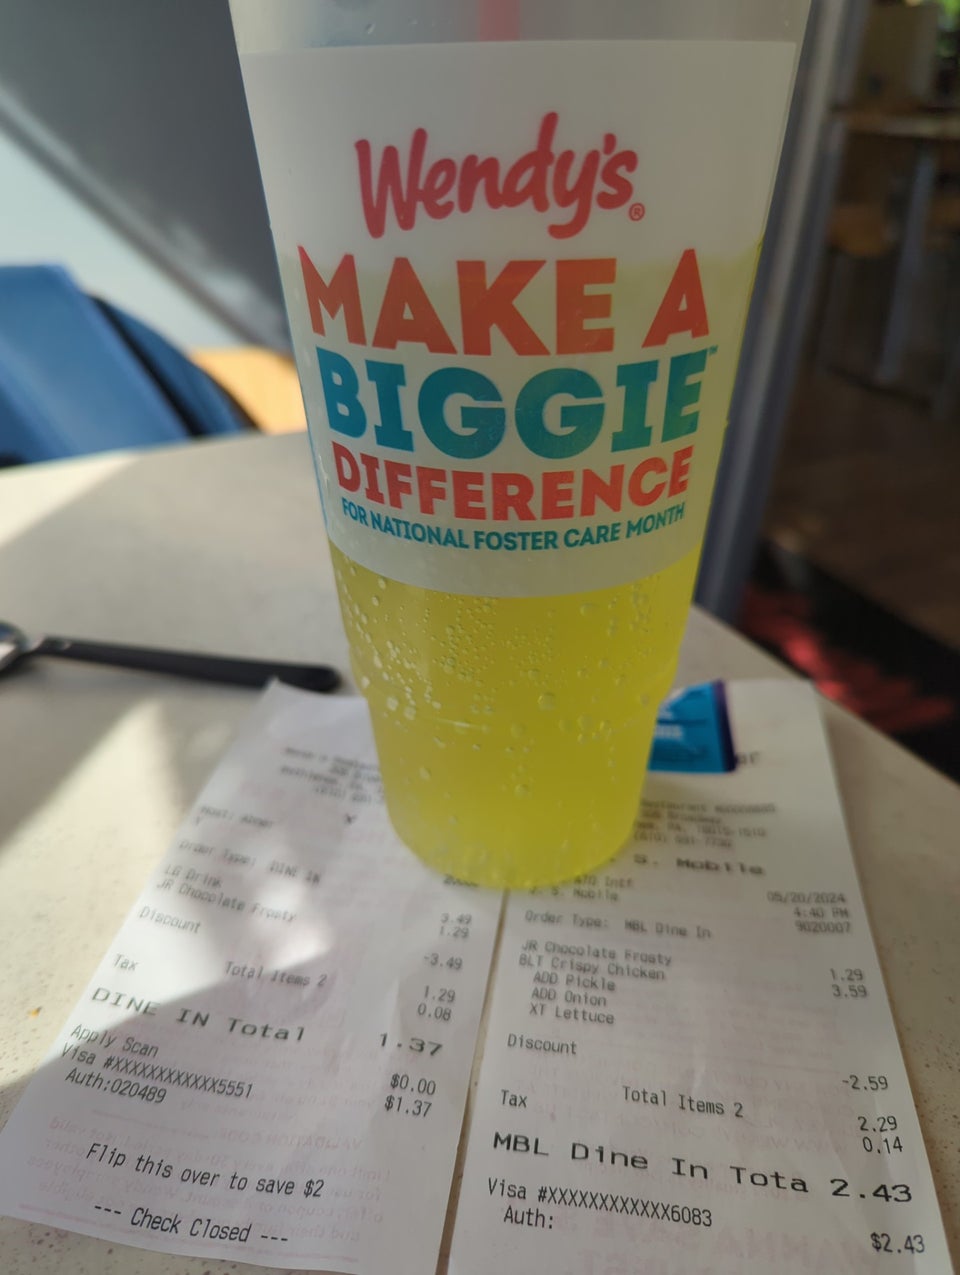 Wendy's®
MAKE A
BIGGIE™
DIFFERENCE
FOR NATIONAL FOSTER CARE MONTH
Order Type: DINE IN
LG Drink 3.49
JR Chocolate Frosty 1.29
Discount -3.49
Total Items 2 1.29
Tax 0.08
DINE IN Total 1.37
Apply Scan $0.00
Visa #XXXXXXXXXXXX5551 $1.37
Auth:020489
Flip this over to save $2
--- Check Closed ---
Broadway
S. Mobile
05/20/2024
4:40 PM
Order Type: MBL Dine In 9020007
JR Chocolate Frosty 1.29
BLT Crispy Chicken 3.59
ADD Pickle
ADD Onion
XT Lettuce
Discount -2.59
Total Items 2 2.29
Tax 0.14
MBL Dine In Tota 2.43
Visa #XXXXXXXXXXXX6083 $2.43
Auth: